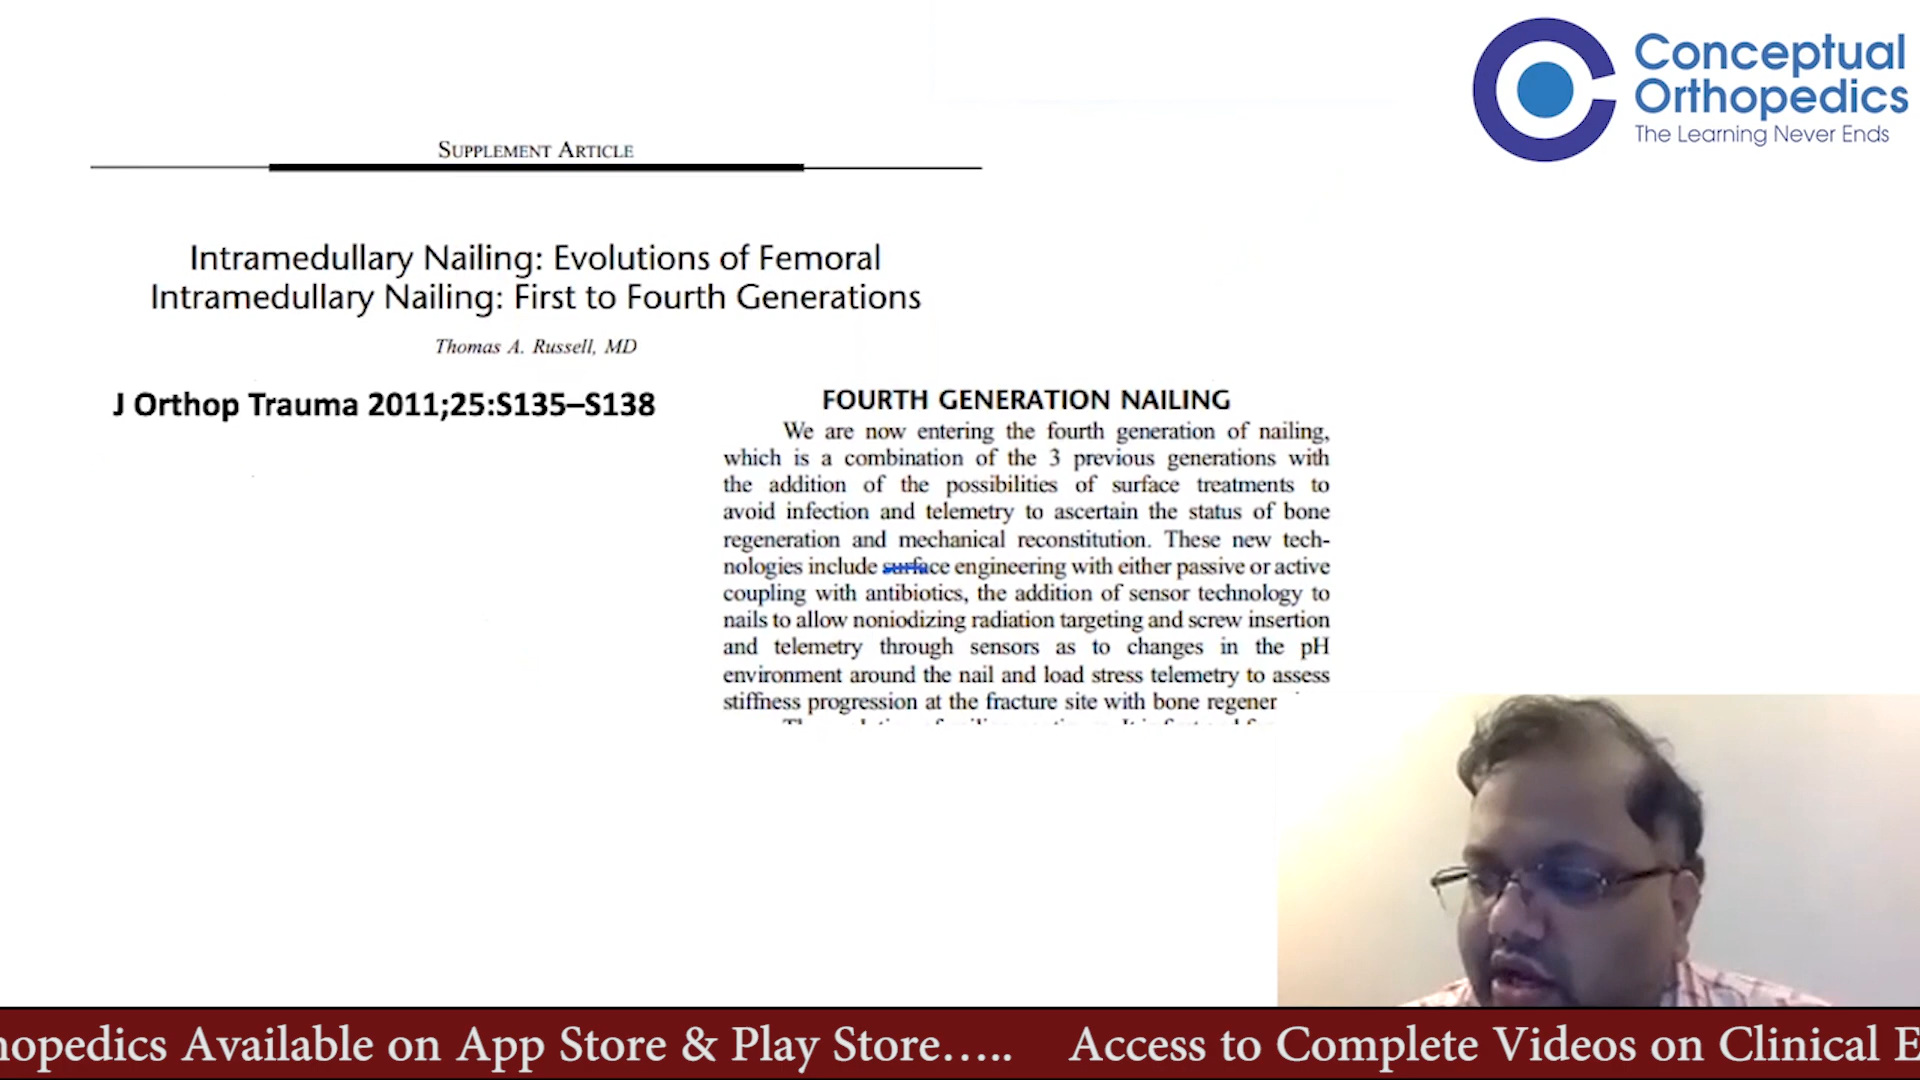 Conceptual
Orthopedics
The Learning Never Ends
SUPPLEMENT ARTICLE
Intramedullary Nailing: Evolutions of Femoral
Intramedullary Nailing: First to Fourth Generations
Thomas A. Russell, MD
J Orthop Trauma 2011;25:S135–S138
FOURTH GENERATION NAILING
We are now entering the fourth generation of nailing,
which is a combination of the 3 previous generations with
the addition of the possibilities of surface treatments to
avoid infection and telemetry to ascertain the status of bone
regeneration and mechanical reconstitution. These new tech-
nologies include surface engineering with either passive or active
coupling with antibiotics, the addition of sensor technology to
nails to allow noniodizing radiation targeting and screw insertion
and telemetry through sensors as to changes in the pH
environment around the nail and load stress telemetry to assess
stiffness progression at the fracture site with bone regener
hopedics Available on App Store & Play Store..... Access to Complete Videos on Clinical E